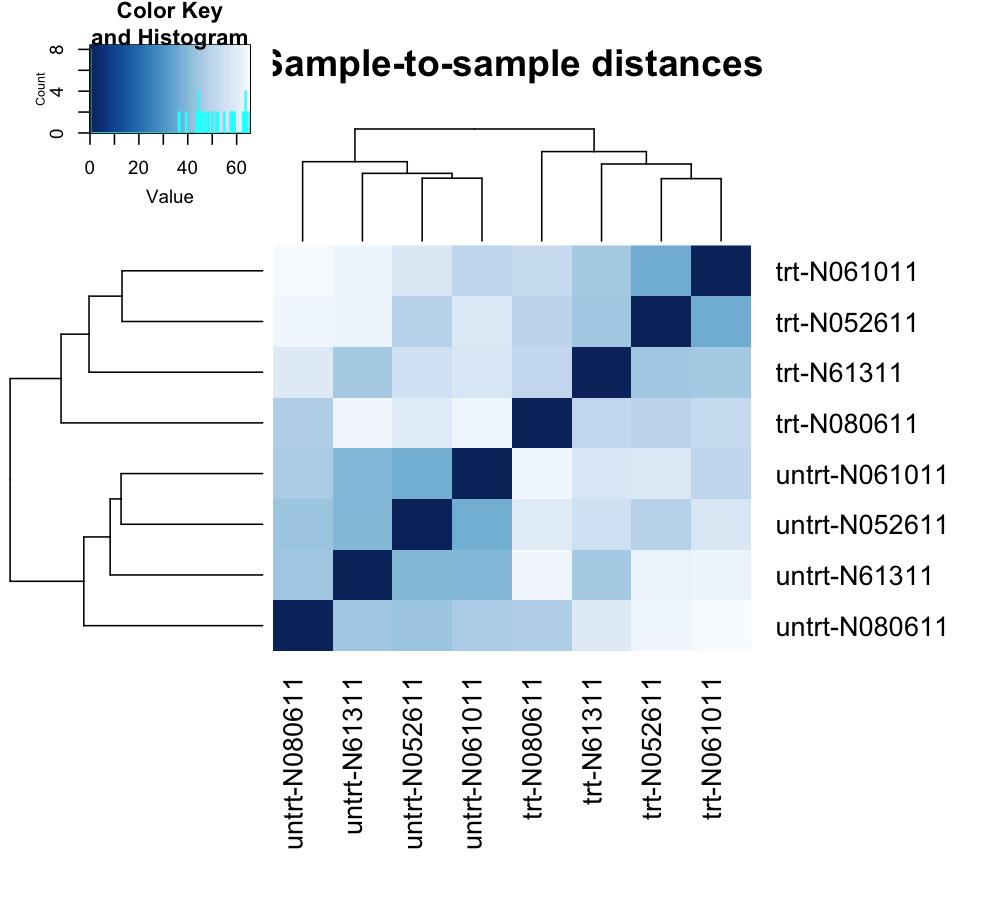 Color Key
and Histogram
Sample-to-sample distances
8
4
0
Count
0 20 40 60
Value
trt-N061011
trt-N052611
trt-N61311
trt-N080611
untrt-N061011
untrt-N052611
untrt-N61311
untrt-N080611
untrt-N080611
untrt-N61311
untrt-N052611
untrt-N061011
trt-N080611
trt-N61311
trt-N052611
trt-N061011